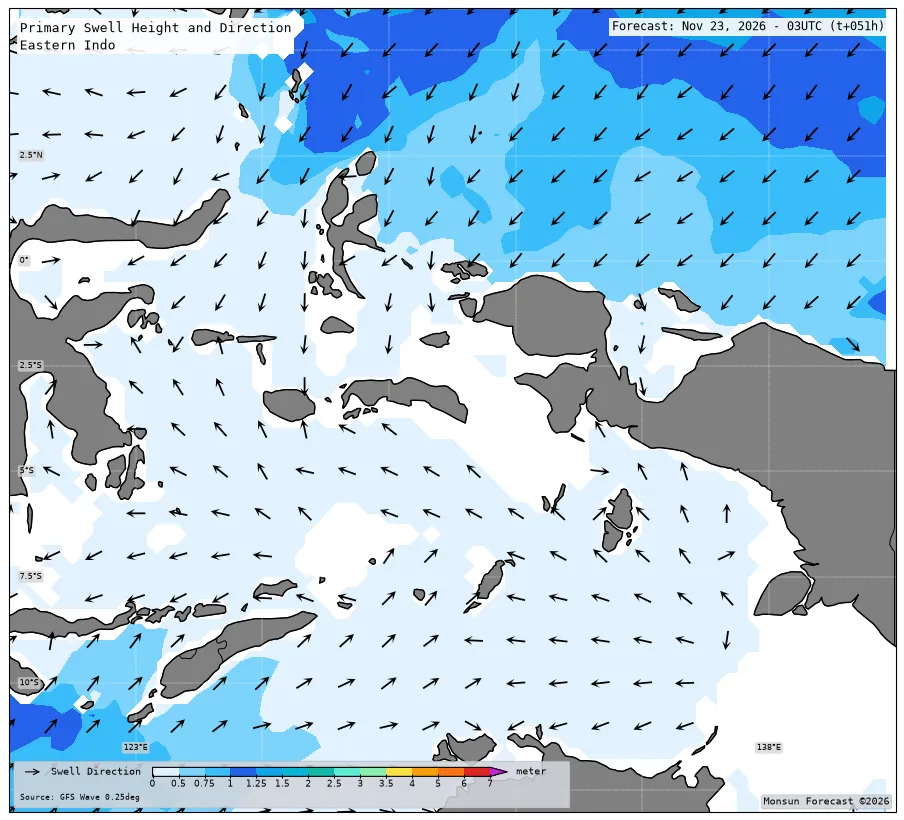 Primary Swell Height and Direction
Eastern Indo
Forecast: Nov 23, 2026 - 03UTC (t+051h)
2.5°N
0°
2.5°S
5°S
7.5°S
10°S
123°E
138°E
Swell Direction
meter
0 0.5 0.75 1 1.25 1.5 2 2.5 3 3.5 4 5 6 7
Source: GFS Wave 0.25deg
Monsun Forecast ©2026